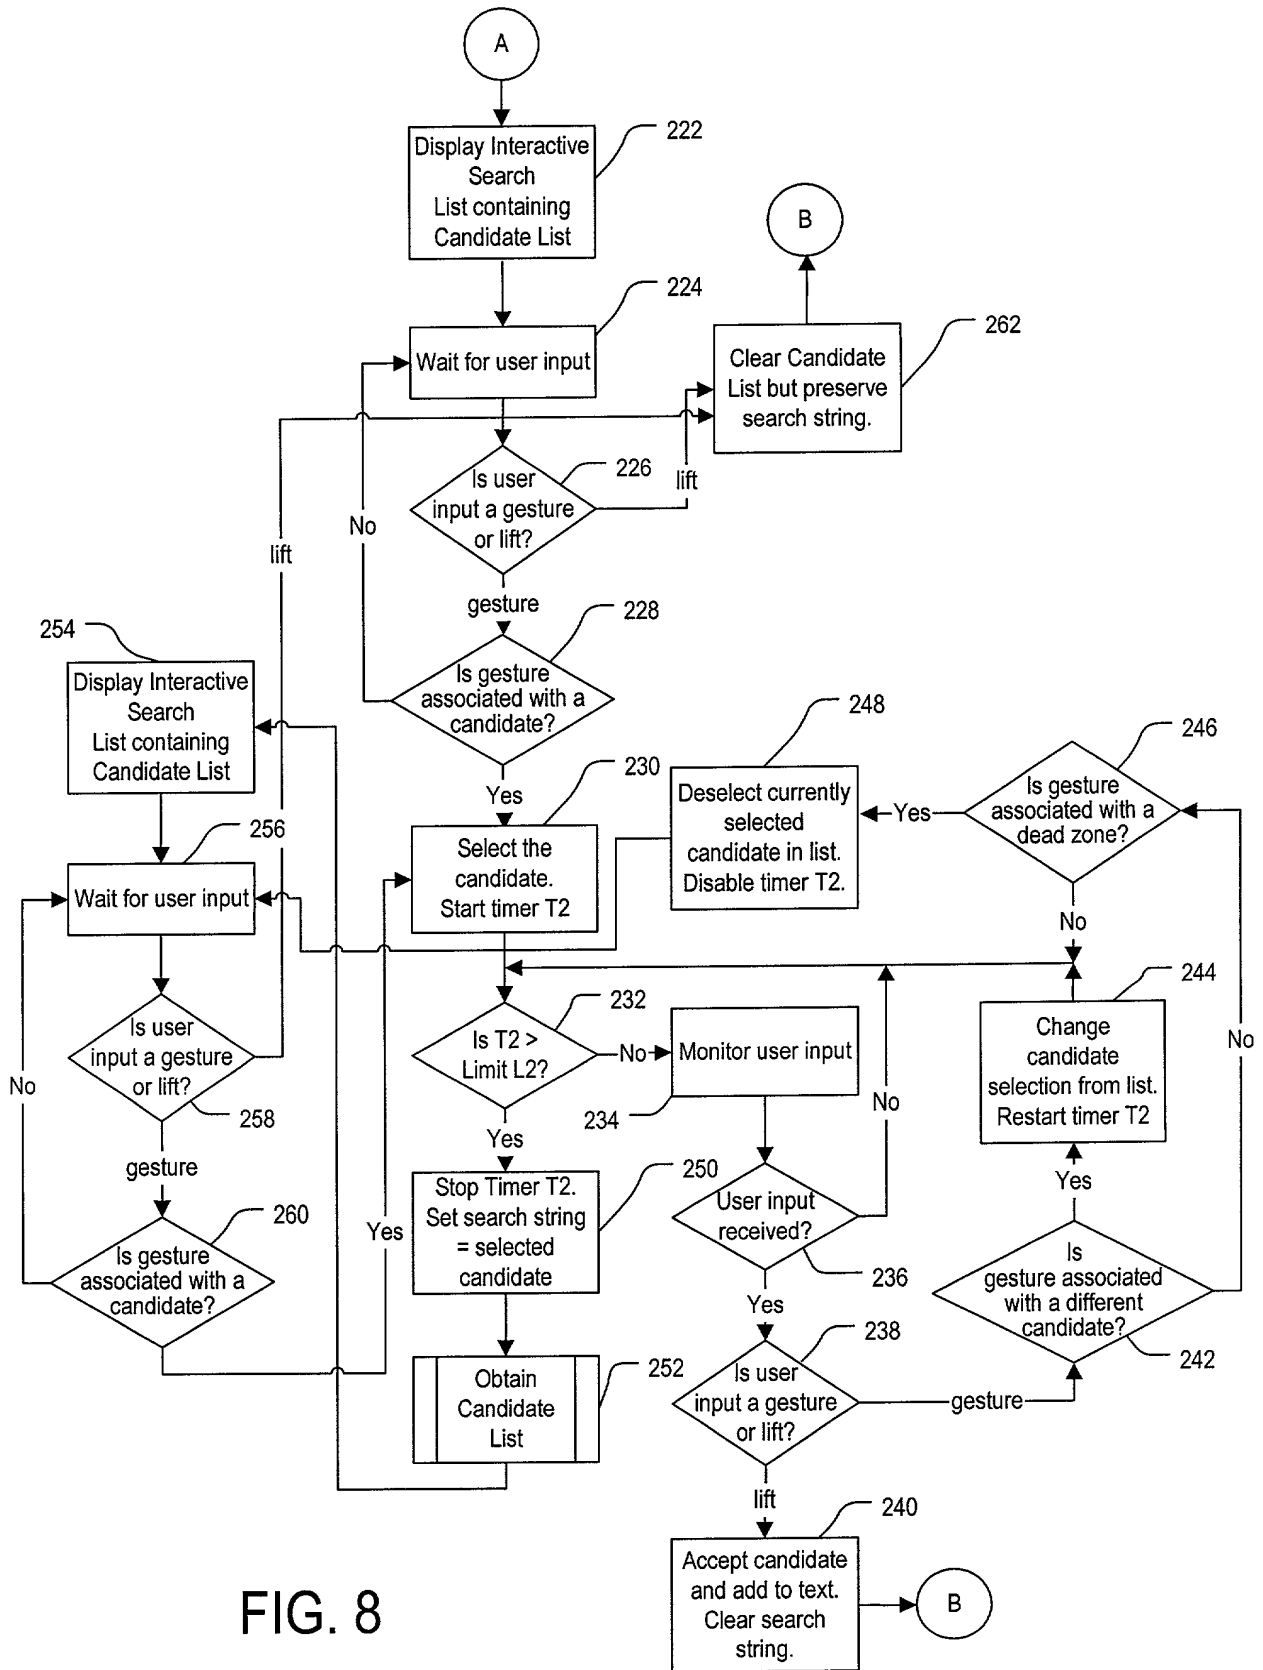 A
Display Interactive
Search
List containing
Candidate List
222
B
Wait for user input
224
Clear Candidate
List but preserve
search string.
262
Is user
input a gesture
or lift?
226
lift
No
lift
gesture
228
Is gesture
associated with a
candidate?
254
Display Interactive
Search
List containing
Candidate List
248
Deselect currently
selected
candidate in list.
Disable timer T2.
246
Is gesture
associated with a
dead zone?
Yes
Yes
230
Select the
candidate.
Start timer T2
256
Wait for user input
No
244
Change
candidate
selection from list.
Restart timer T2
No
232
Is T2 >
Limit L2?
No
Monitor user input
234
No
Is user
input a gesture
or lift?
258
No
Yes
Yes
gesture
250
Stop Timer T2.
Set search string
= selected
candidate
User input
received?
236
Is
gesture associated
with a different
candidate?
242
260
Is gesture
associated with a
candidate?
Yes
Yes
238
Is user
input a gesture
or lift?
gesture
252
Obtain
Candidate
List
lift
240
Accept candidate
and add to text.
Clear search
string.
B
FIG. 8